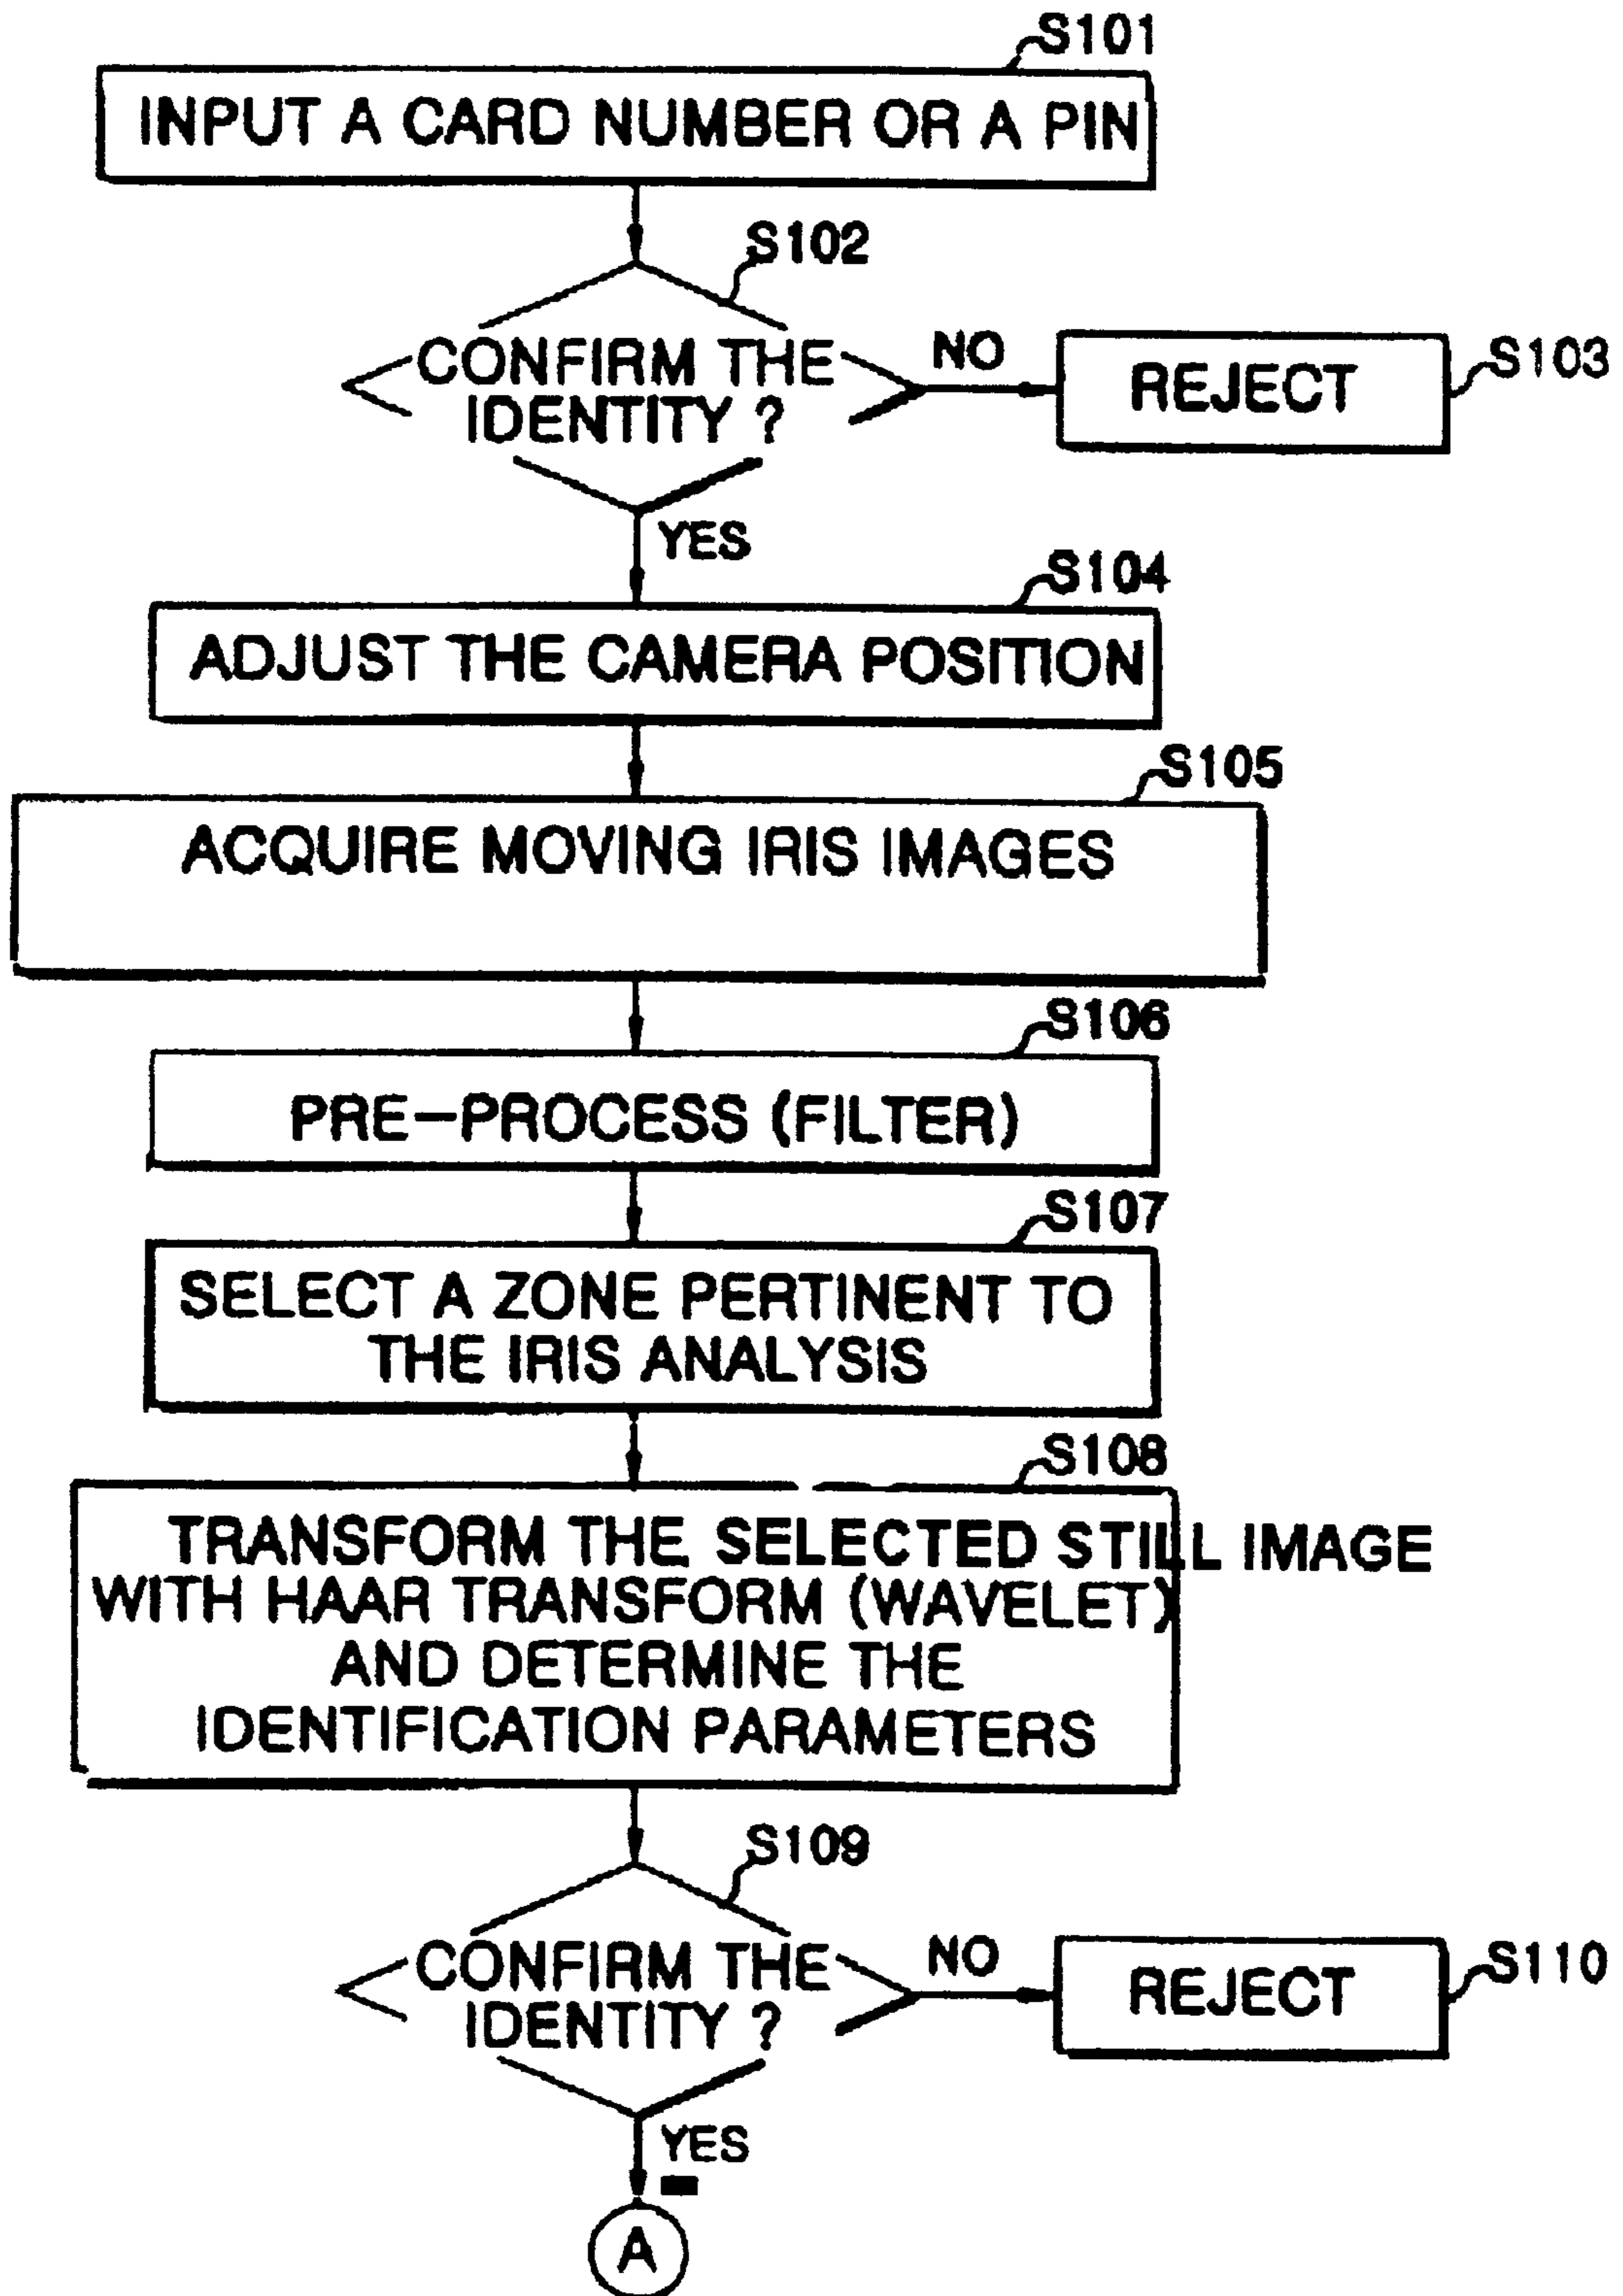 S101
INPUT A CARD NUMBER OR A PIN
S102
CONFIRM THE
IDENTITY ?
NO
REJECT
S103
YES
S104
ADJUST THE CAMERA POSITION
S105
ACQUIRE MOVING IRIS IMAGES
S106
PRE-PROCESS (FILTER)
S107
SELECT A ZONE PERTINENT TO
THE IRIS ANALYSIS
S108
TRANSFORM THE SELECTED STILL IMAGE
WITH HAAR TRANSFORM (WAVELET)
AND DETERMINE THE
IDENTIFICATION PARAMETERS
S109
CONFIRM THE
IDENTITY ?
NO
REJECT
S110
YES
A